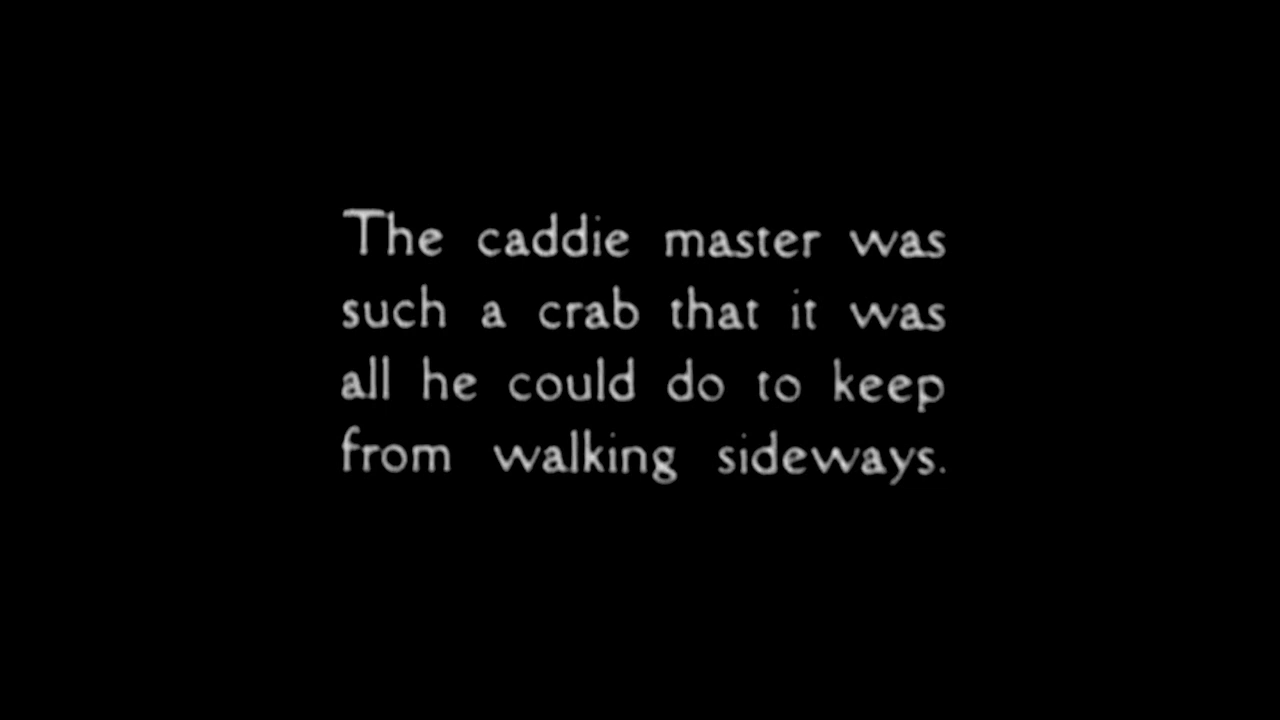 The caddie master was
such a crab that it was
all he could do to keep
from walking sideways.